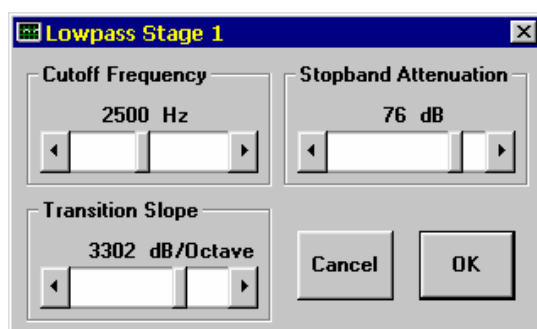 Lowpass Stage 1
Cutoff Frequency
2500 Hz
Stopband Attenuation
76 dB
Transition Slope
3302 dB/Octave
Cancel
OK